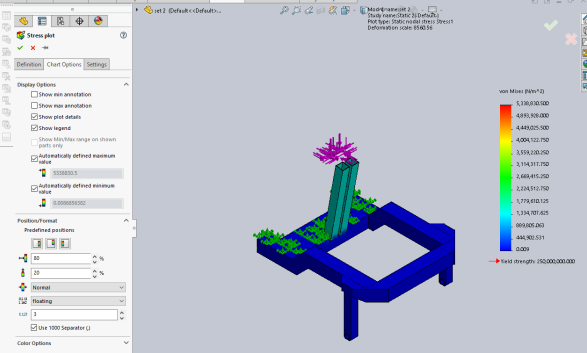 set 2 (Default<<Default>...
Model name: set 2
Study name: Static 2(-Default-)
Plot type: Static nodal stress Stress1
Deformation scale: 8560.56
Stress plot
Definition
Chart Options
Settings
Display Options
Show min annotation
Show max annotation
Show plot details
Show legend
Show Min/Max range on shown
parts only
Automatically defined maximum
value
5338830.5
Automatically defined minimum
value
Position/Format
Predefined positions
80 %
20 %
Normal
floating
3
Use 1000 Separator (,)
Color Options
von Mises (N/m^2)
5,338,830.500
4,893,928.000
4,449,025.500
4,004,122.750
3,559,220.250
3,114,317.750
2,669,415.250
2,224,512.750
1,779,610.125
1,334,707.625
889,805.063
444,902.531
0.009
Yield strength: 250,000,000.000